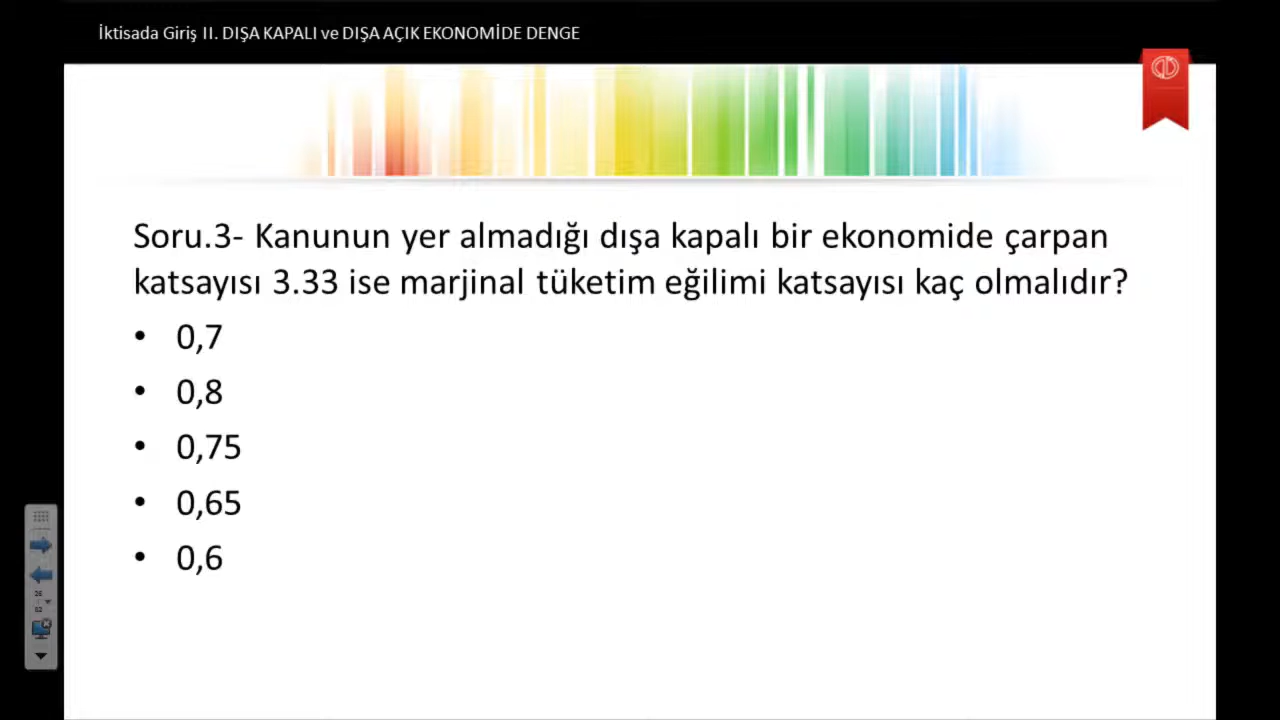 İktisada Giriş II. DIŞA KAPALI ve DIŞA AÇIK EKONOMİDE DENGE
Soru.3- Kanunun yer almadığı dışa kapalı bir ekonomide çarpan
katsayısı 3.33 ise marjinal tüketim eğilimi katsayısı kaç olmalıdır?
• 0,7
• 0,8
• 0,75
• 0,65
• 0,6